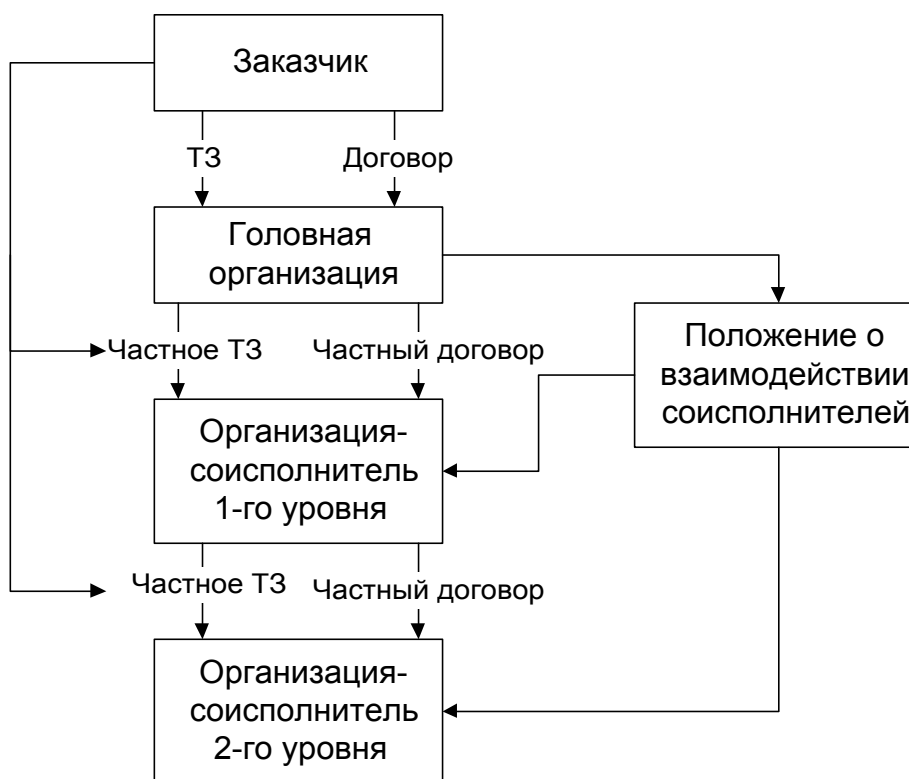 Заказчик
ТЗ Договор
Головная
организация
Частное ТЗ Частный договор
Положение о
взаимодействии
соисполнителей
Организация-
соисполнитель
1-го уровня
Частное ТЗ Частный договор
Организация-
соисполнитель
2-го уровня